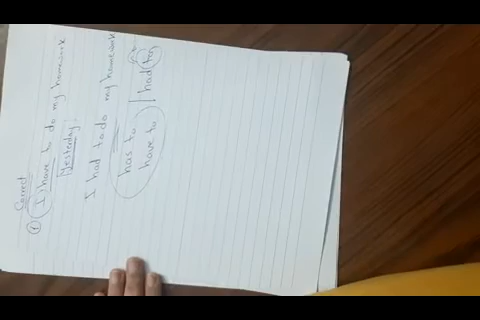 Correct
① I have to do my homework
Yesterday.
I had to do my homework
has to / had to
have to